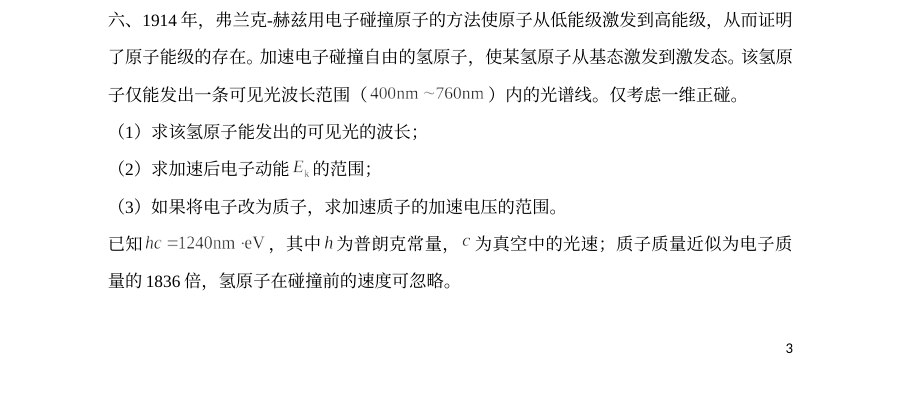 六、1914 年，弗兰克-赫兹用电子碰撞原子的方法使原子从低能级激发到高能级，从而证明
了原子能级的存在。加速电子碰撞自由的氢原子，使某氢原子从基态激发到激发态。该氢原
子仅能发出一条可见光波长范围（400nm ~760nm）内的光谱线。仅考虑一维正碰。
（1）求该氢原子能发出的可见光的波长；
（2）求加速后电子动能 Eₖ 的范围；
（3）如果将电子改为质子，求加速质子的加速电压的范围。
已知 hc =1240nm ·eV ，其中 h 为普朗克常量， c 为真空中的光速；质子质量近似为电子质
量的 1836 倍，氢原子在碰撞前的速度可忽略。
3